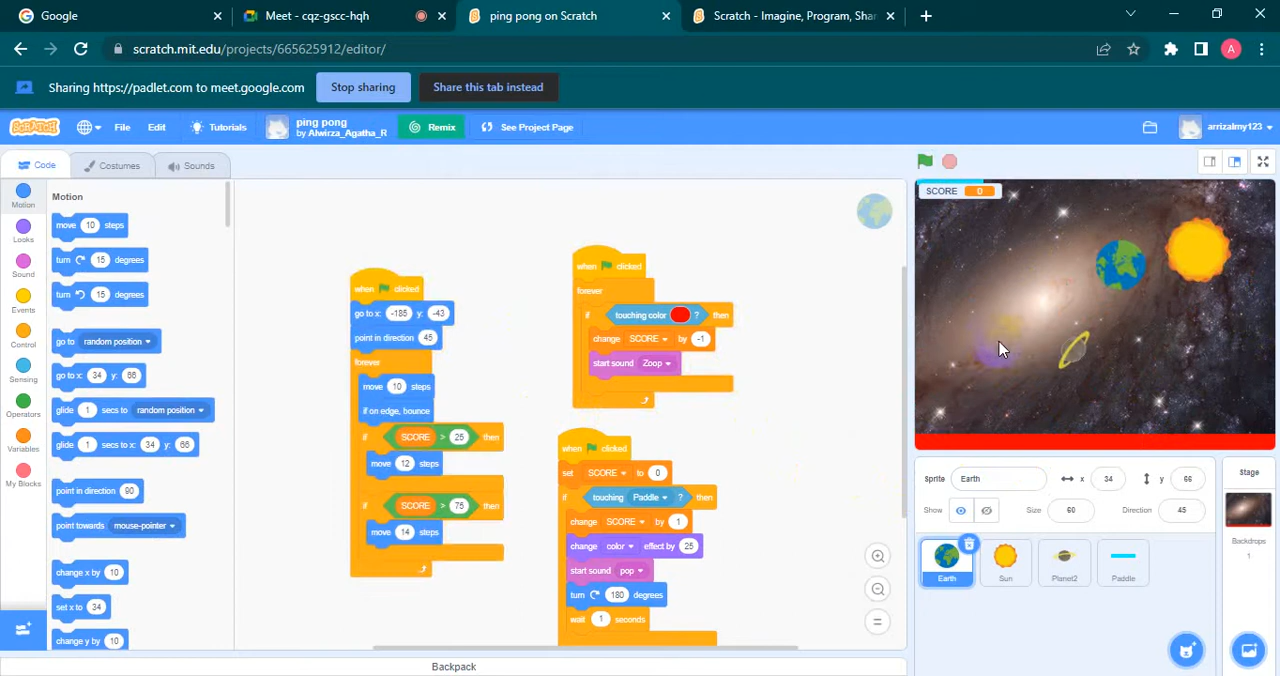 Google
Meet - cqz-gscc-hqh
ping pong on Scratch
Scratch - Imagine, Program, Shar
scratch.mit.edu/projects/665625912/editor/
A
Sharing https://padlet.com to meet.google.com
Stop sharing
Share this tab instead
SCRATCH
File
Edit
Tutorials
ping pong
by Alwirza_Agatha_R
Remix
See Project Page
arrizalmy123
Code
Costumes
Sounds
Motion
Looks
Sound
Events
Control
Sensing
Operators
Variables
My Blocks
Motion
move 10 steps
turn 15 degrees
turn 15 degrees
go to random position
go to x: 34 y: 66
glide 1 secs to random position
glide 1 secs to x: 34 y: 66
point in direction 90
point towards mouse-pointer
change x by 10
set x to 34
change y by 10
when clicked
go to x: -185 y: -43
point in direction 45
forever
move 10 steps
if on edge, bounce
if SCORE > 25 then
move 12 steps
if SCORE > 75 then
move 14 steps
when clicked
forever
if touching color ? then
change SCORE by -1
start sound Zoop
when clicked
set SCORE to 0
if touching Paddle ? then
change SCORE by 1
change color effect by 25
start sound pop
turn 180 degrees
wait 1 seconds
Backpack
SCORE 0
Sprite Earth x 34 y 66
Show Size 60 Direction 45
Earth
Sun
Planet2
Paddle
Stage
Backdrops
1